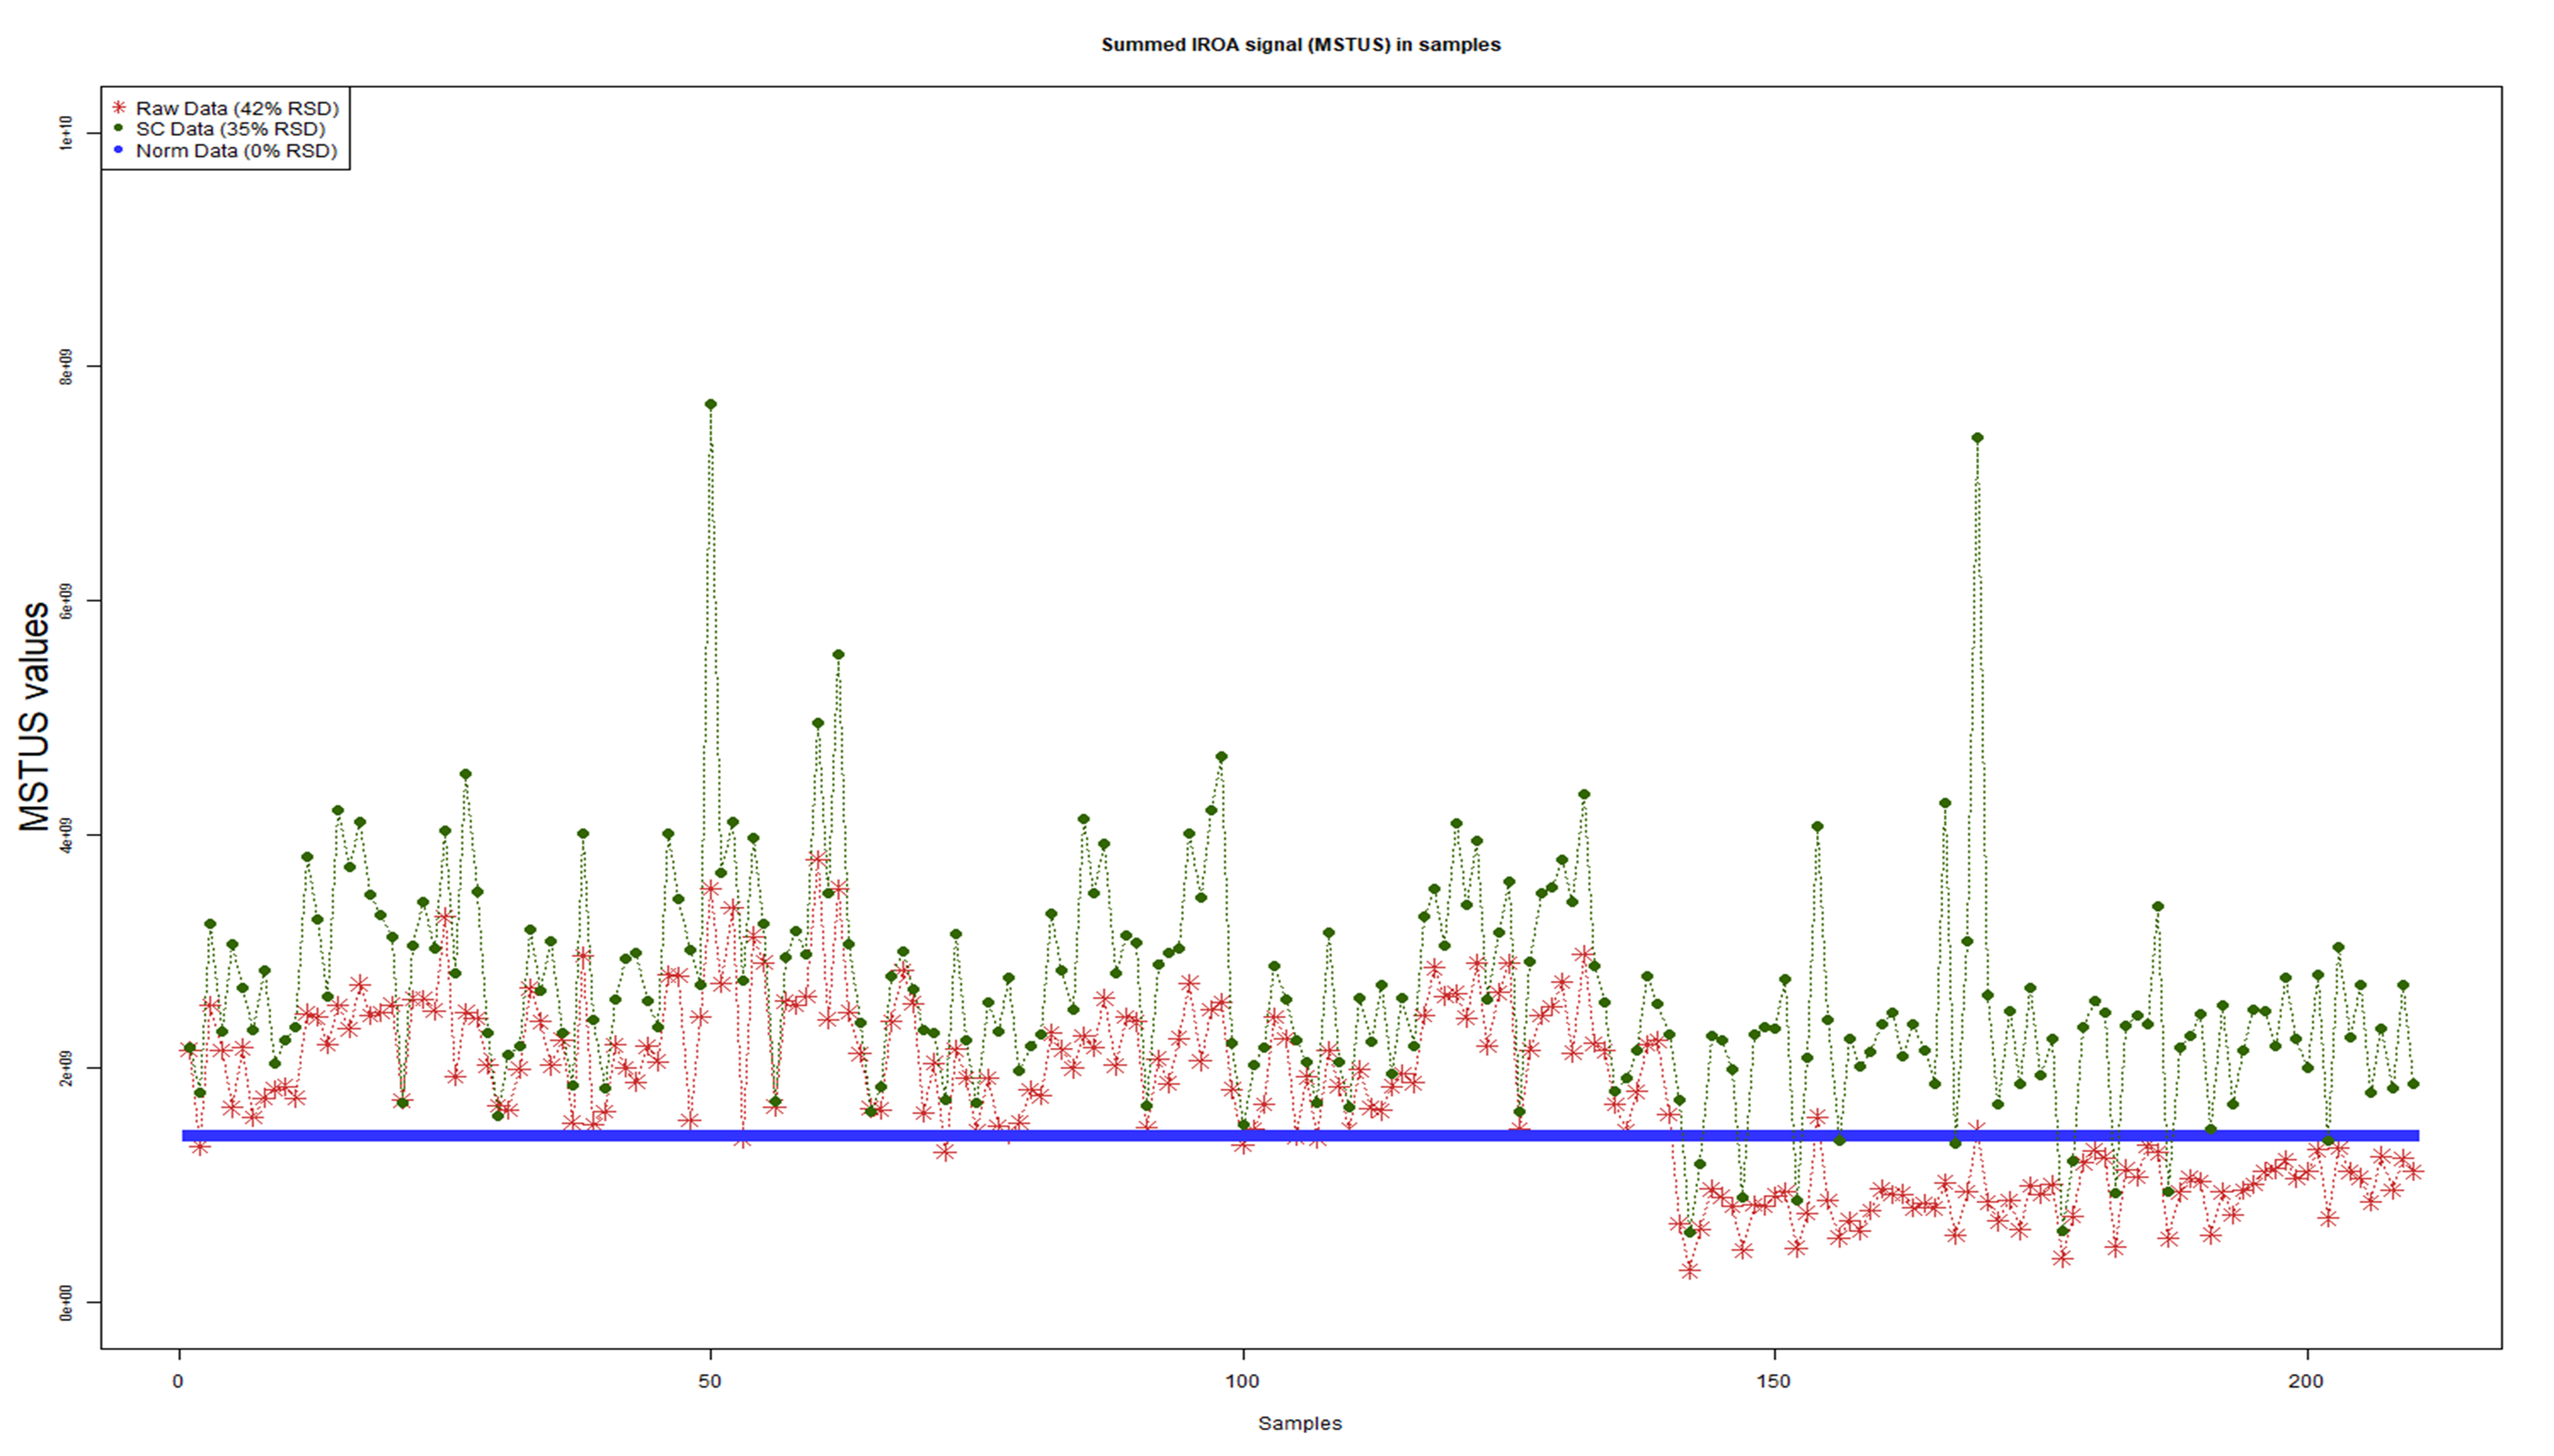 Summed IROA signal (MSTUS) in samples
Raw Data (42% RSD)
SC Data (35% RSD)
Norm Data (0% RSD)
MSTUS values
1e+10
8e+09
6e+09
4e+09
2e+09
0e+00
0 50 100 150 200
Samples